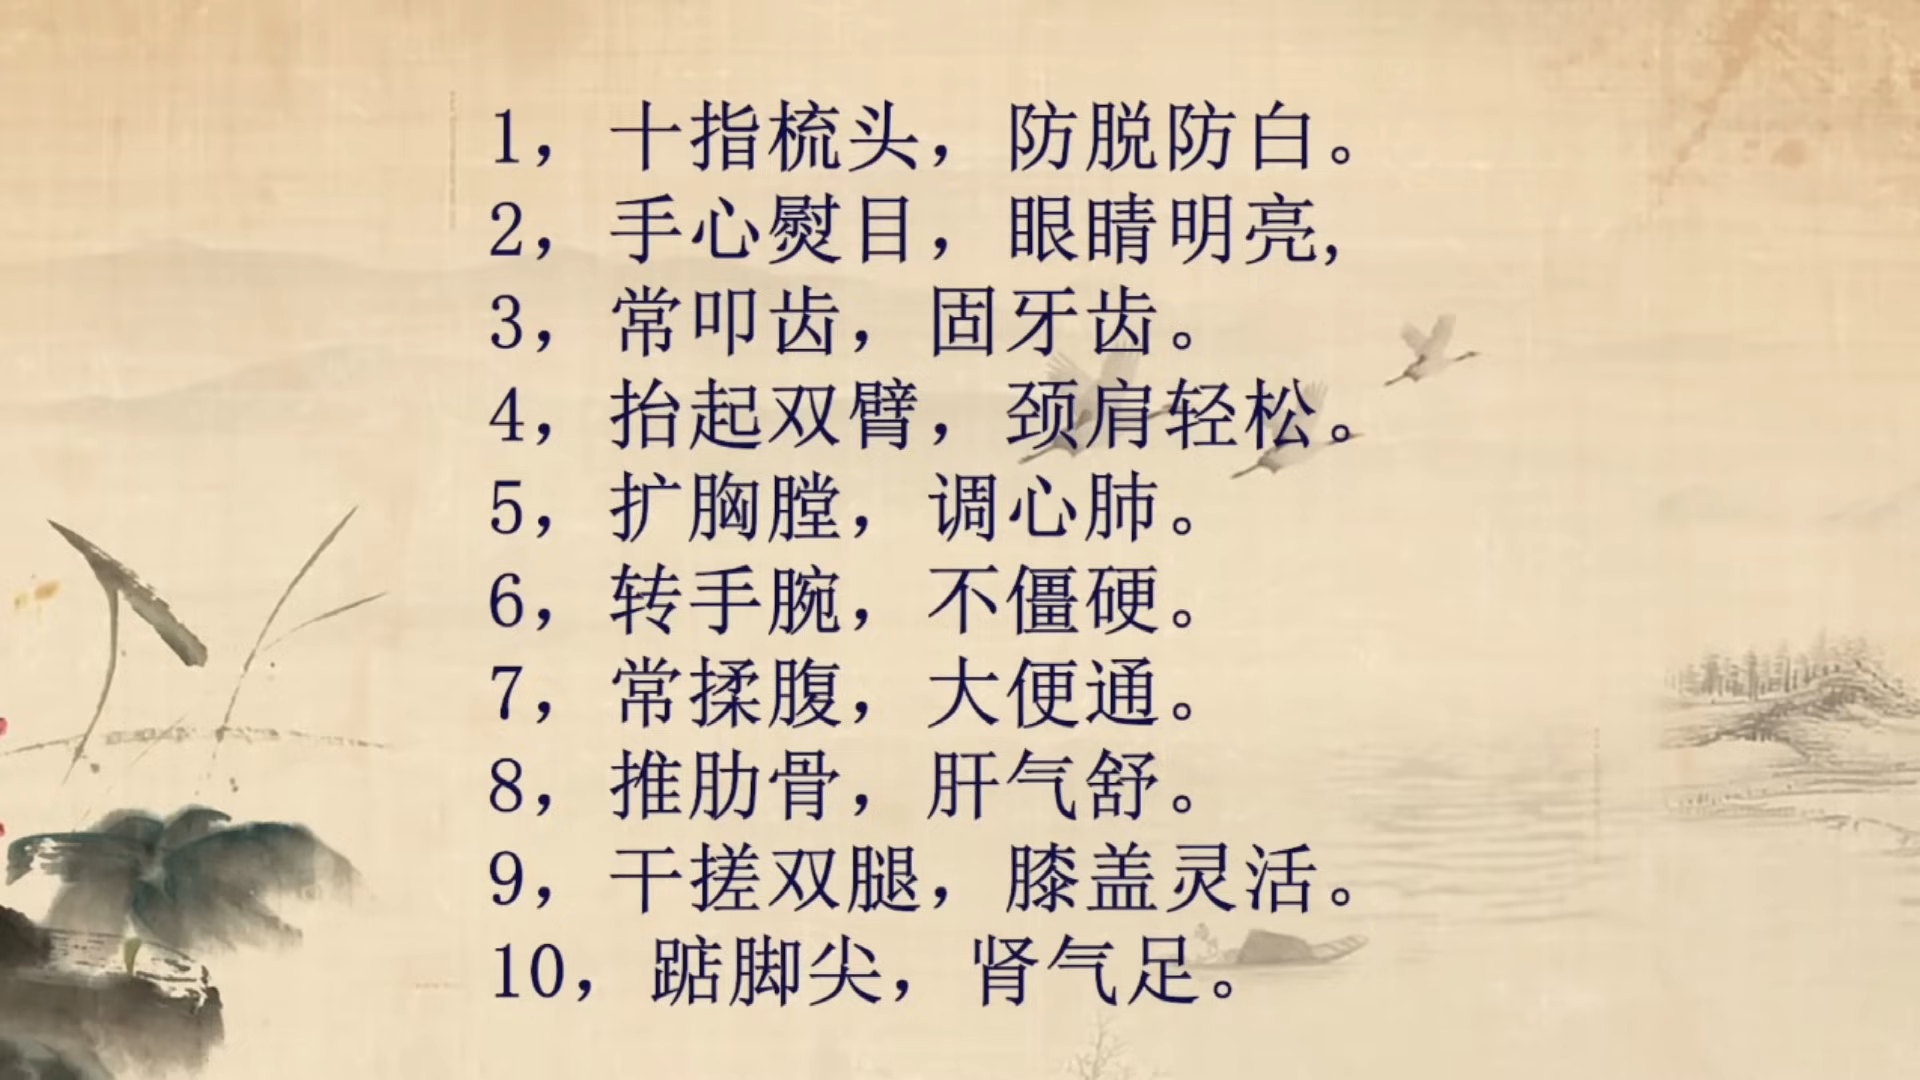 1，十指梳头，防脱防白。
2，手心熨目，眼睛明亮,
3，常叩齿，固牙齿。
4，抬起双臂，颈肩轻松。
5，扩胸膛，调心肺。
6，转手腕，不僵硬。
7，常揉腹，大便通。
8，推肋骨，肝气舒。
9，干搓双腿，膝盖灵活。
10，踮脚尖，肾气足。